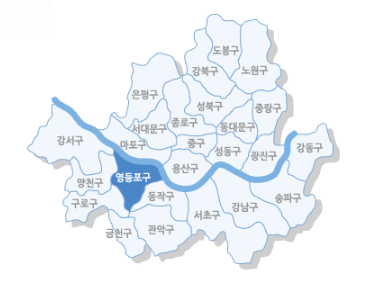 도봉구
강북구
노원구
은평구
성북구
중랑구
종로구
서대문구
동대문구
강서구
마포구
중구
성동구
광진구
강동구
용산구
영등포구
양천구
동작구
송파구
구로구
서초구
강남구
금천구
관악구